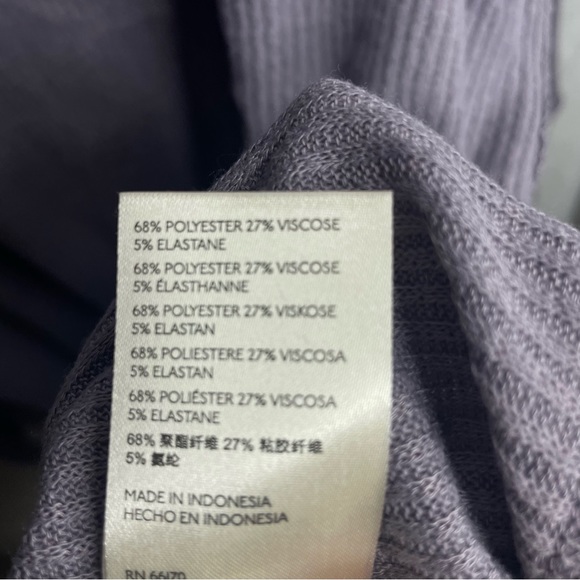 68% POLYESTER 27% VISCOSE
5% ELASTANE
68% POLYESTER 27% VISCOSE
5% ÉLASTHANNE
68% POLYESTER 27% VISKOSE
5% ELASTAN
68% POLIESTERE 27% VISCOSA
5% ELASTAN
68% POLIÉSTER 27% VISCOSA
5% ELASTANE
68% 聚酯纤维 27% 粘胶纤维
5% 氨纶
MADE IN INDONESIA
HECHO EN INDONESIA
RN 66170